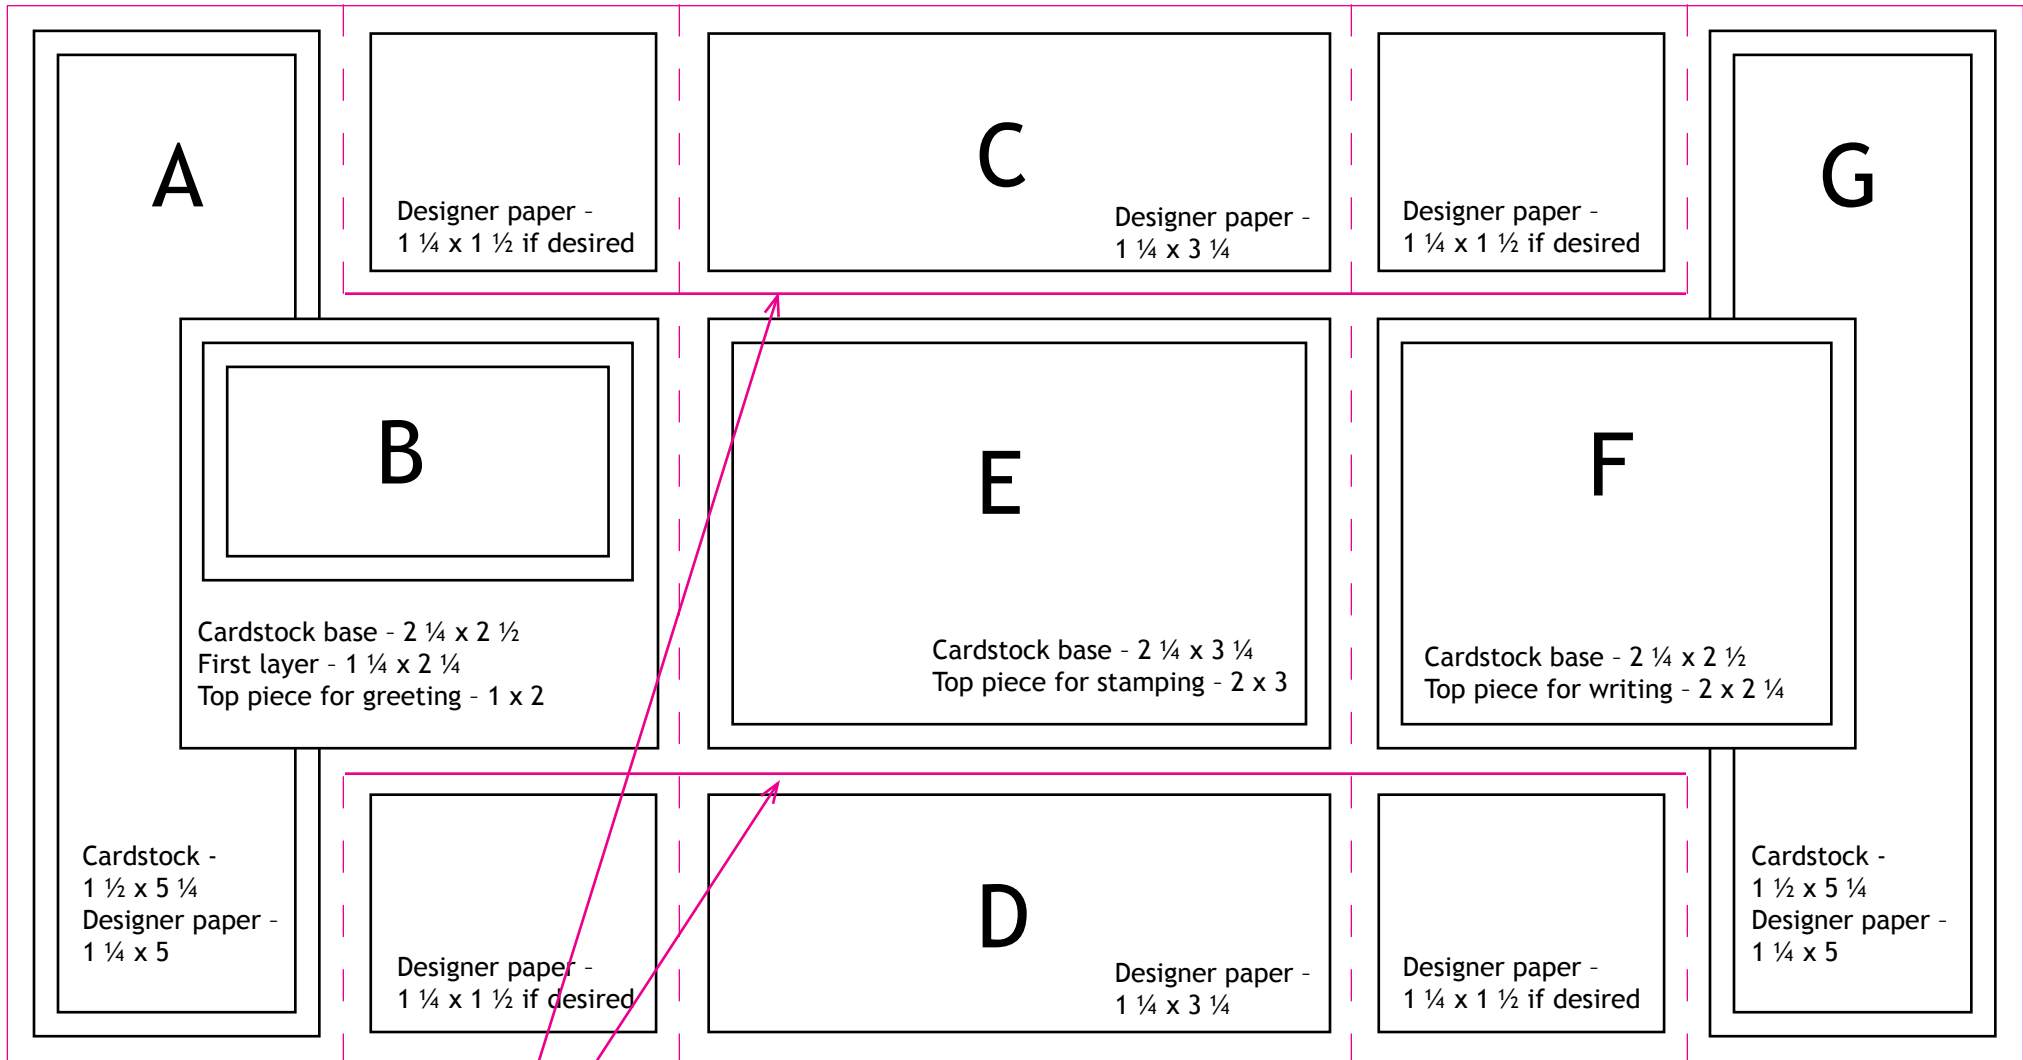 A
Designer paper –
1 ¼ x 1 ½ if desired
C
Designer paper –
1 ¼ x 3 ¼
Designer paper –
1 ¼ x 1 ½ if desired
G
B
Cardstock base – 2 ¼ x 2 ½
First layer – 1 ¼ x 2 ¼
Top piece for greeting – 1 x 2
E
Cardstock base – 2 ¼ x 3 ¼
Top piece for stamping – 2 x 3
F
Cardstock base – 2 ¼ x 2 ½
Top piece for writing – 2 x 2 ¼
Cardstock -
1 ½ x 5 ¼
Designer paper –
1 ¼ x 5
Designer paper –
1 ¼ x 1 ½ if desired
D
Designer paper –
1 ¼ x 3 ¼
Designer paper –
1 ¼ x 1 ½ if desired
Cardstock -
1 ½ x 5 ¼
Designer paper –
1 ¼ x 5